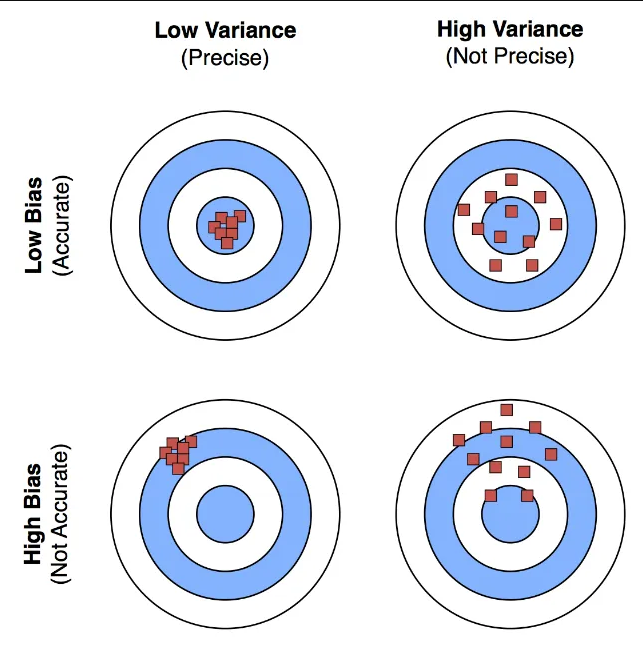 Low Variance
(Precise)
High Variance
(Not Precise)
Low Bias
(Accurate)
High Bias
(Not Accurate)